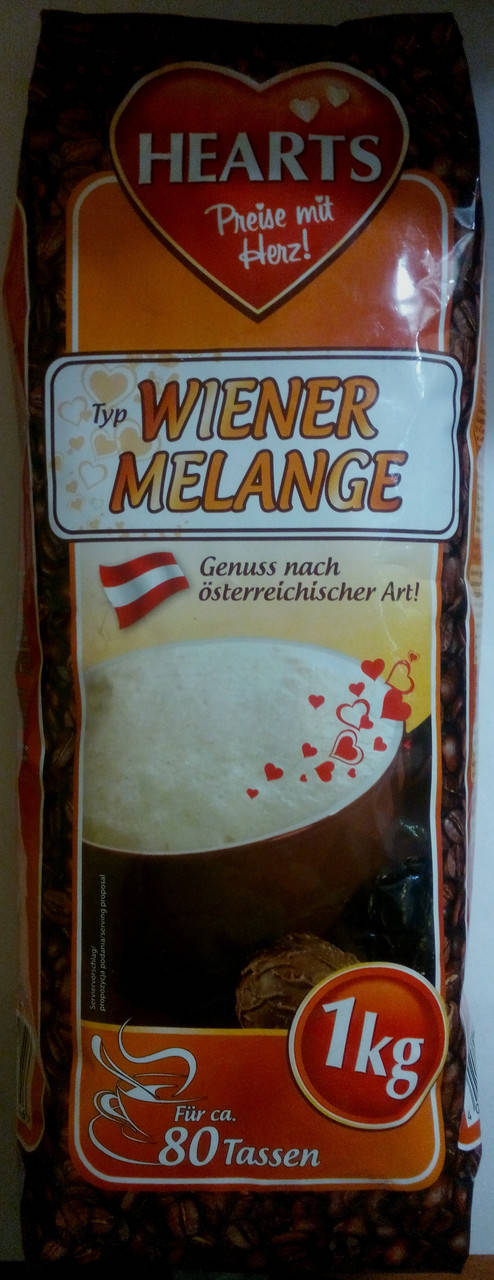 HEARTS
Preise mit
Herz!
Typ WIENER
MELANGE
Genuss nach
österreichischer Art!
Serviervorschlag/
propozycja podania/serving proposal
1kg
Für ca.
80 Tassen